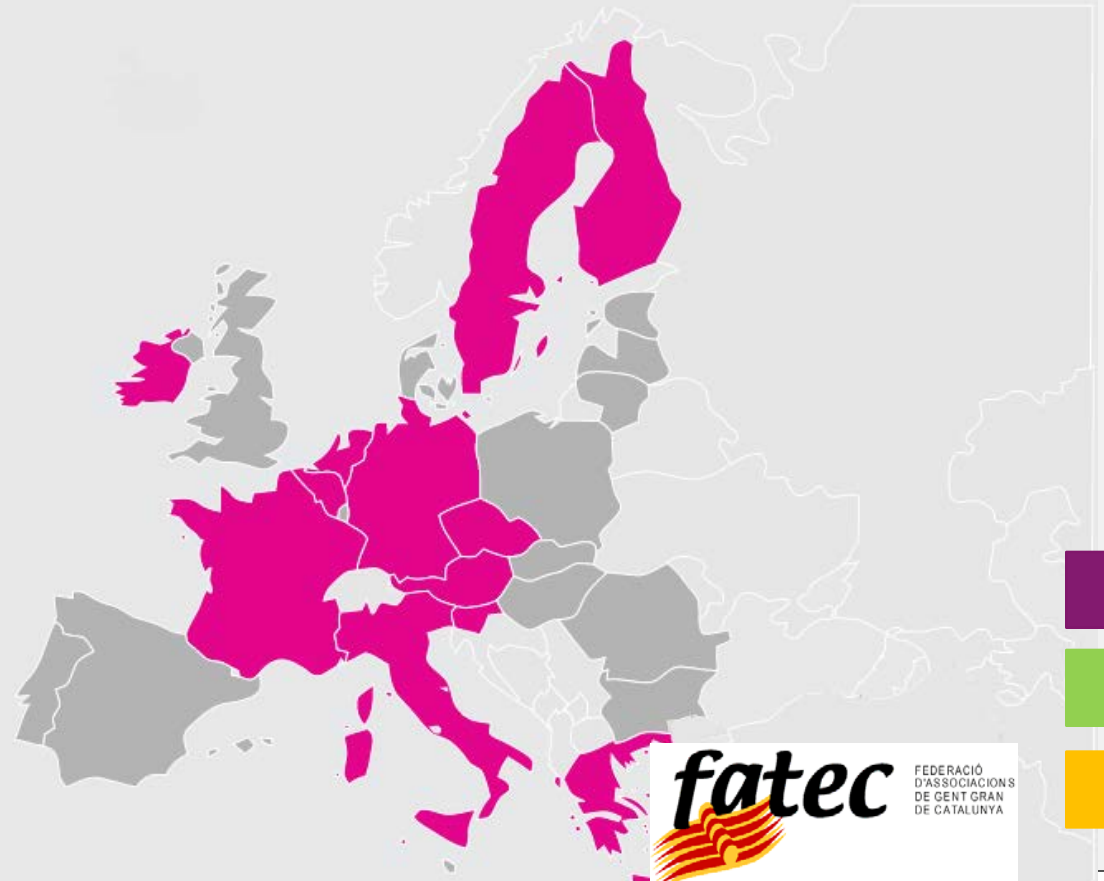 fatec
FEDERACIÓ
D'ASSOCIACIONS
DE GENT GRAN
DE CATALUNYA